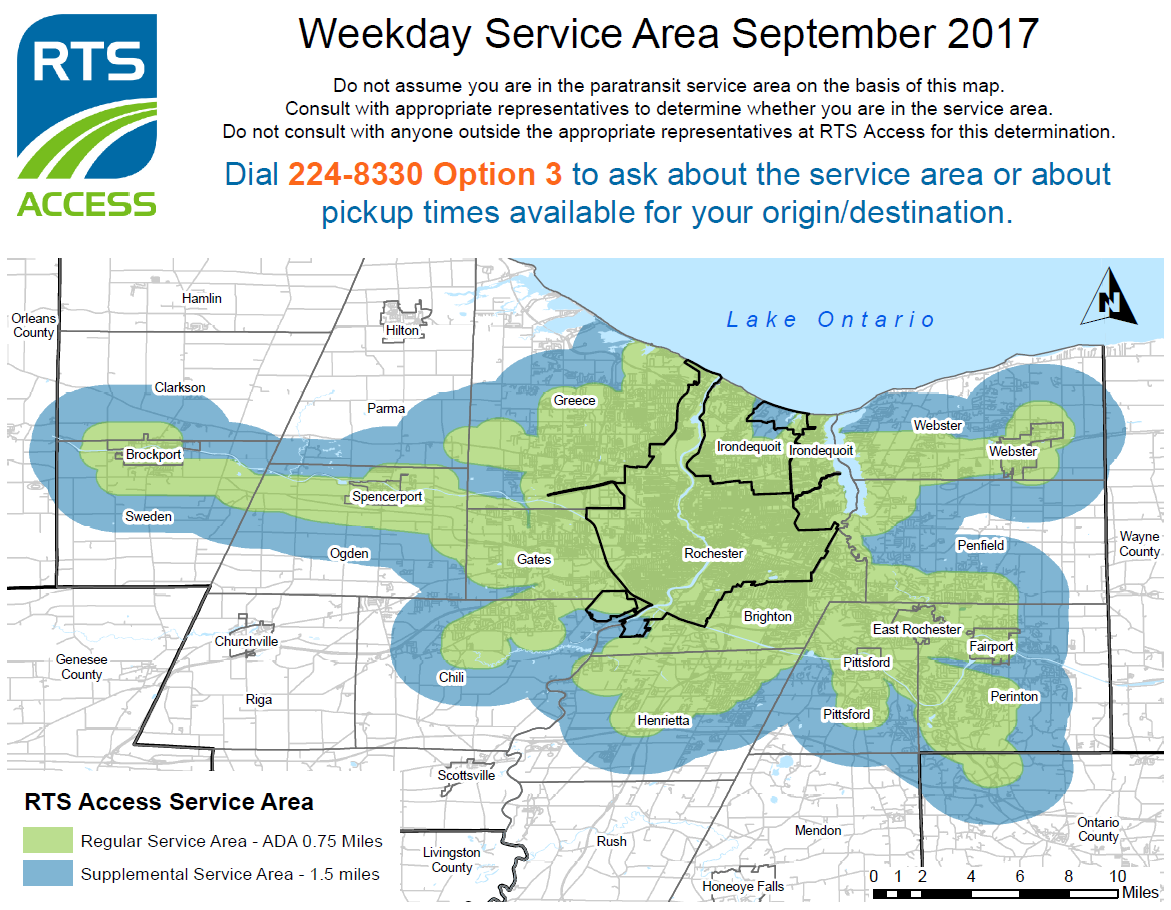 RTS
ACCESS
Weekday Service Area September 2017
Do not assume you are in the paratransit service area on the basis of this map.
Consult with appropriate representatives to determine whether you are in the service area.
Do not consult with anyone outside the appropriate representatives at RTS Access for this determination.
Dial 224-8330 Option 3 to ask about the service area or about
pickup times available for your origin/destination.
Hamlin
Orleans
County
Hilton
Lake Ontario
N
Clarkson
Parma
Greece
Webster
Brockport
Irondequoit
Irondequoit
Webster
Spencerport
Sweden
Ogden
Gates
Rochester
Penfield
Wayne
County
Churchville
Brighton
East Rochester
Fairport
Genesee
County
Chili
Pittsford
Riga
Henrietta
Pittsford
Perinton
Scottsville
RTS Access Service Area
Regular Service Area - ADA 0.75 Miles
Supplemental Service Area - 1.5 miles
Livingston
County
Rush
Mendon
Ontario
County
Honeoye Falls
0 1 2 4 6 8 10
Miles